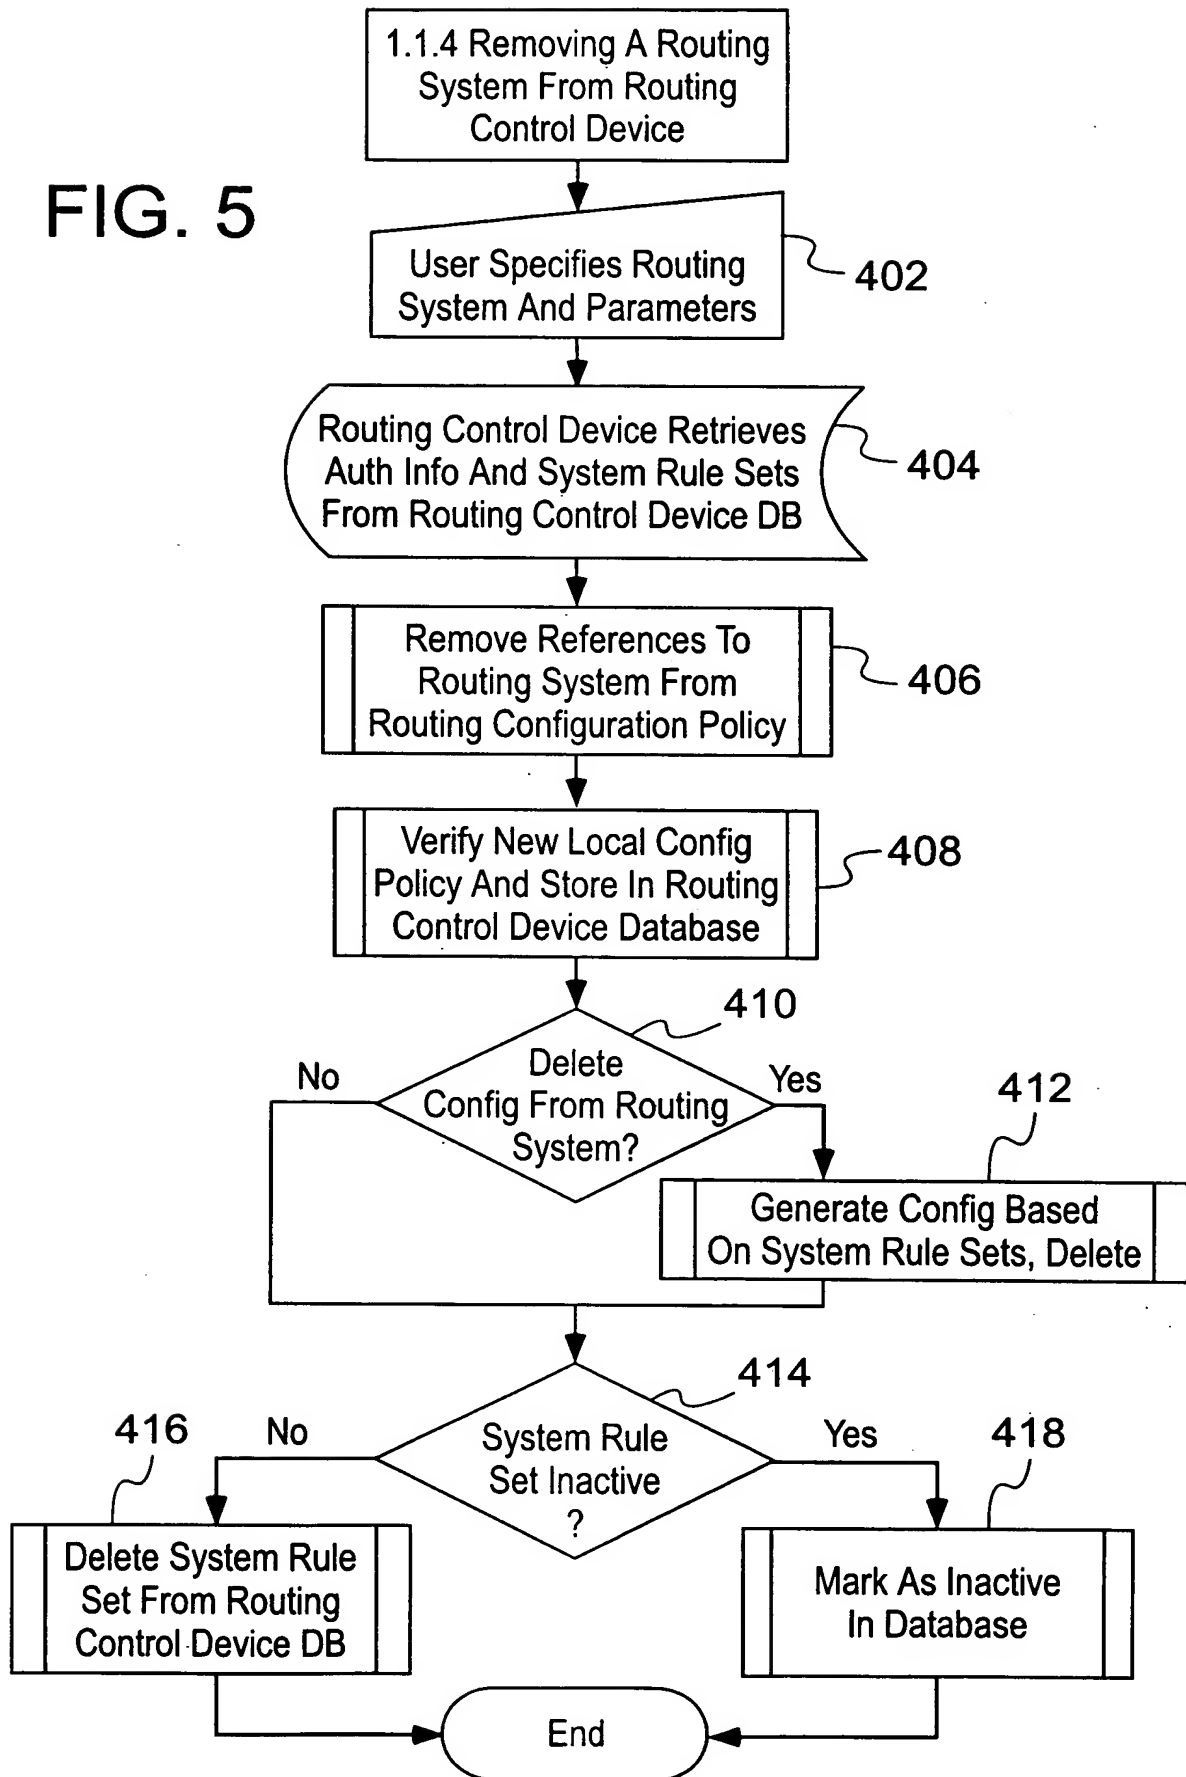 1.1.4 Removing A Routing
System From Routing
Control Device
FIG. 5
User Specifies Routing
System And Parameters
402
Routing Control Device Retrieves
Auth Info And System Rule Sets
From Routing Control Device DB
404
Remove References To
Routing System From
Routing Configuration Policy
406
Verify New Local Config
Policy And Store In Routing
Control Device Database
408
410
Delete
Config From Routing
System?
No
Yes
412
Generate Config Based
On System Rule Sets, Delete
414
System Rule
Set Inactive
?
No
Yes
416
418
Delete System Rule
Set From Routing
Control Device DB
Mark As Inactive
In Database
End